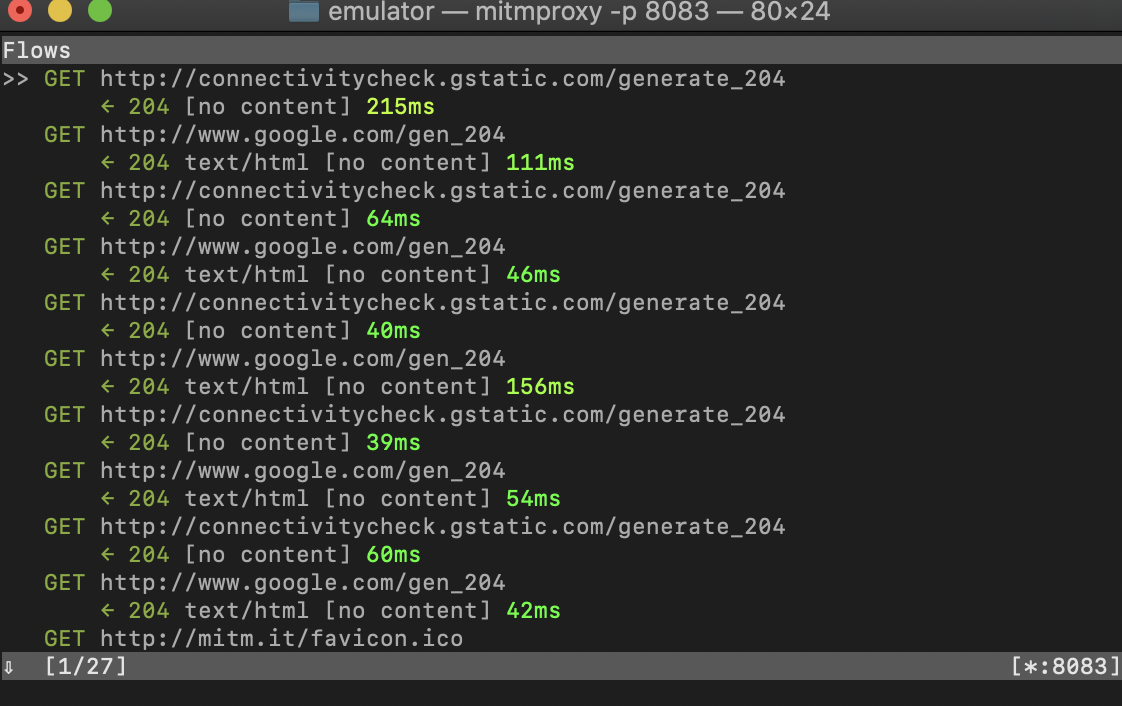 emulator — mitmproxy -p 8083 — 80×24
Flows
>> GET http://connectivitycheck.gstatic.com/generate_204
← 204 [no content] 215ms
GET http://www.google.com/gen_204
← 204 text/html [no content] 111ms
GET http://connectivitycheck.gstatic.com/generate_204
← 204 [no content] 64ms
GET http://www.google.com/gen_204
← 204 text/html [no content] 46ms
GET http://connectivitycheck.gstatic.com/generate_204
← 204 [no content] 40ms
GET http://www.google.com/gen_204
← 204 text/html [no content] 156ms
GET http://connectivitycheck.gstatic.com/generate_204
← 204 [no content] 39ms
GET http://www.google.com/gen_204
← 204 text/html [no content] 54ms
GET http://connectivitycheck.gstatic.com/generate_204
← 204 [no content] 60ms
GET http://www.google.com/gen_204
← 204 text/html [no content] 42ms
GET http://mitm.it/favicon.ico
⇩ [1/27] [*:8083]